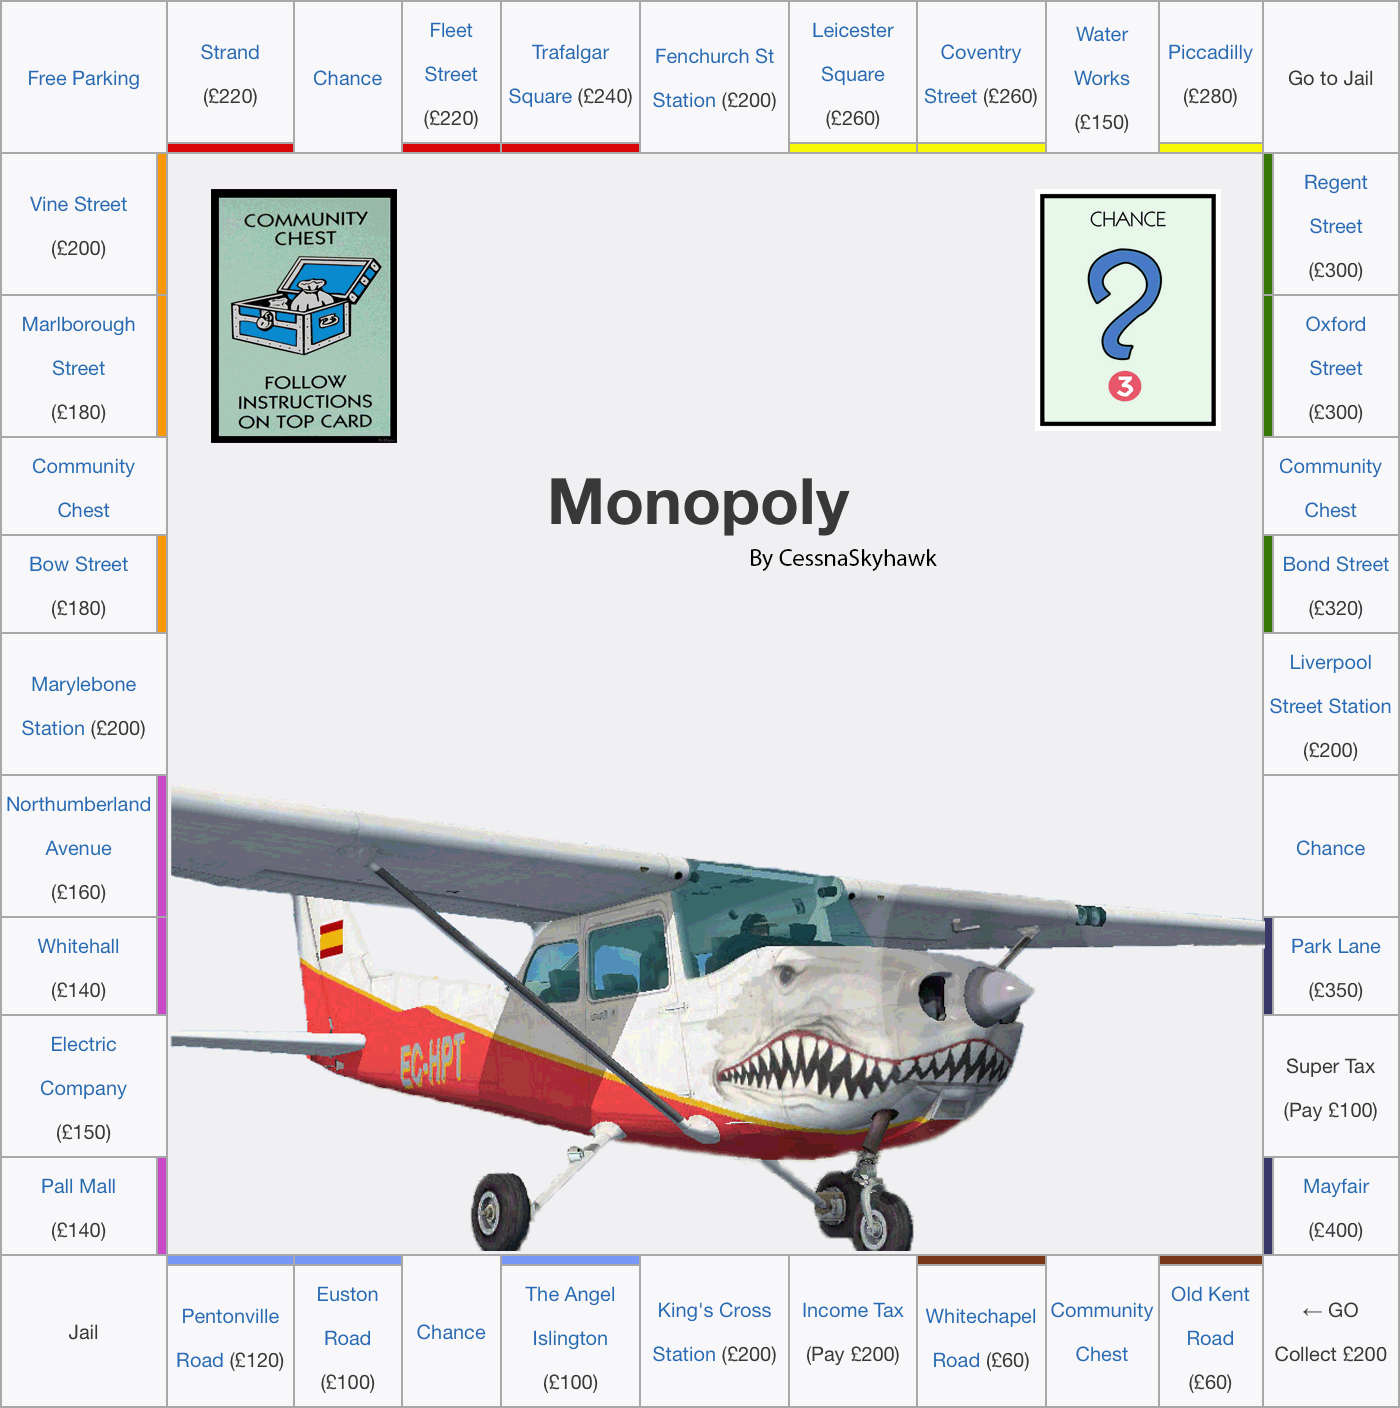 Free Parking
Strand
(£220)
Chance
Fleet
Street
(£220)
Trafalgar
Square (£240)
Fenchurch St
Station (£200)
Leicester
Square
(£260)
Coventry
Street (£260)
Water
Works
(£150)
Piccadilly
(£280)
Go to Jail
Vine Street
(£200)
Marlborough
Street
(£180)
Community
Chest
Bow Street
(£180)
Marylebone
Station (£200)
Northumberland
Avenue
(£160)
Whitehall
(£140)
Electric
Company
(£150)
Pall Mall
(£140)
COMMUNITY
CHEST
FOLLOW
INSTRUCTIONS
ON TOP CARD
CHANCE
?
3
Monopoly
By CessnaSkyhawk
EC-HPT
Regent
Street
(£300)
Oxford
Street
(£300)
Community
Chest
Bond Street
(£320)
Liverpool
Street Station
(£200)
Chance
Park Lane
(£350)
Super Tax
(Pay £100)
Mayfair
(£400)
Jail
Pentonville
Road (£120)
Euston
Road
(£100)
Chance
The Angel
Islington
(£100)
King's Cross
Station (£200)
Income Tax
(Pay £200)
Whitechapel
Road (£60)
Community
Chest
Old Kent
Road
(£60)
← GO
Collect £200